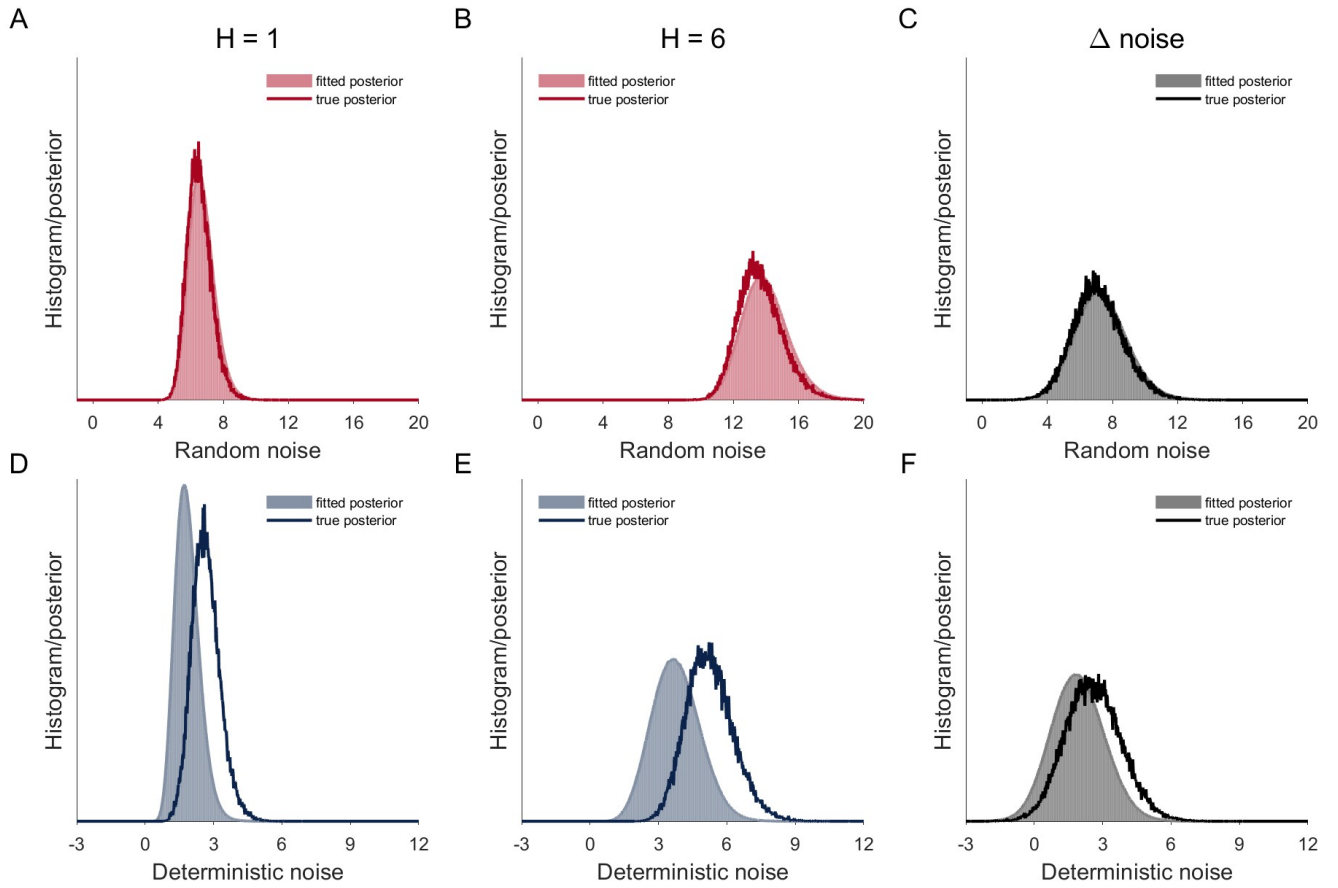 A
H = 1
fitted posterior
true posterior
Histogram/posterior
0 4 8 12 16 20
Random noise
B
H = 6
fitted posterior
true posterior
Histogram/posterior
0 4 8 12 16 20
Random noise
C
Δ noise
fitted posterior
true posterior
Histogram/posterior
0 4 8 12 16 20
Random noise
D
fitted posterior
true posterior
Histogram/posterior
-3 0 3 6 9 12
Deterministic noise
E
fitted posterior
true posterior
Histogram/posterior
-3 0 3 6 9 12
Deterministic noise
F
fitted posterior
true posterior
Histogram/posterior
-3 0 3 6 9 12
Deterministic noise